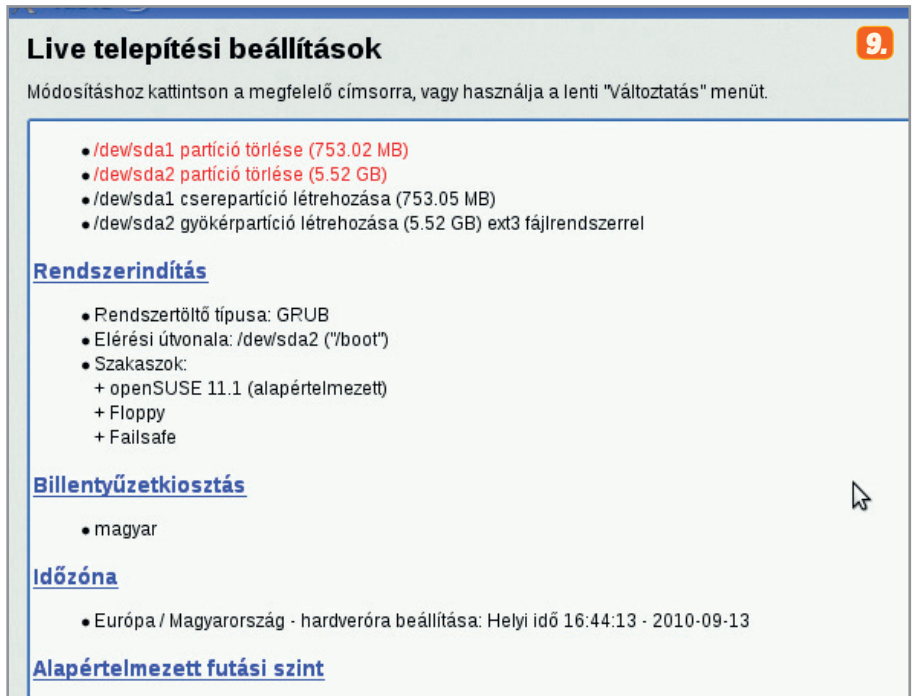 Live telepítési beállítások
9.
Módosításhoz kattintson a megfelelő címsorra, vagy használja a lenti "Változtatás" menüt.
• /dev/sda1 partíció törlése (753.02 MB)
• /dev/sda2 partíció törlése (5.52 GB)
• /dev/sda1 cserepartíció létrehozása (753.05 MB)
• /dev/sda2 gyökérpartíció létrehozása (5.52 GB) ext3 fájlrendszerrel
Rendszerindítás
• Rendszertöltő típusa: GRUB
• Elérési útvonala: /dev/sda2 ("/boot")
• Szakaszok:
+ openSUSE 11.1 (alapértelmezett)
+ Floppy
+ Failsafe
Billentyűzetkiosztás
• magyar
Időzóna
• Európa / Magyarország - hardveróra beállítása: Helyi idő 16:44:13 - 2010-09-13
Alapértelmezett futási szint